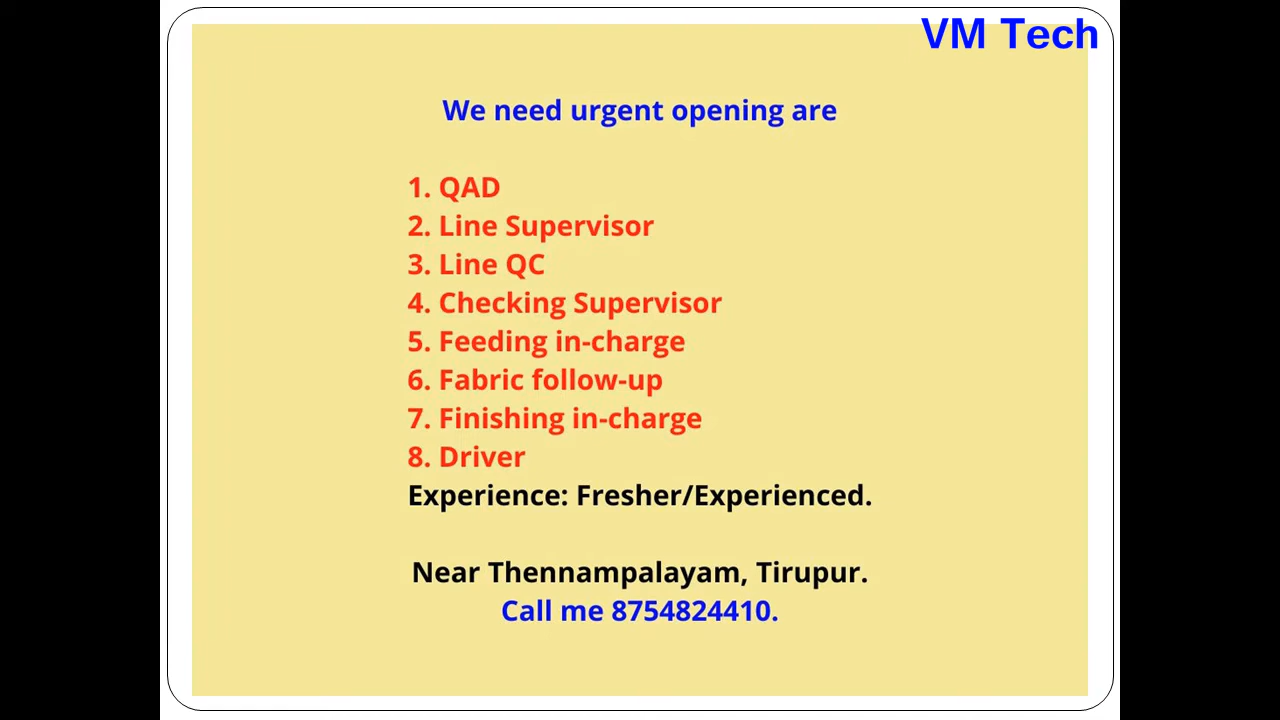 VM Tech
We need urgent opening are
1. QAD
2. Line Supervisor
3. Line QC
4. Checking Supervisor
5. Feeding in-charge
6. Fabric follow-up
7. Finishing in-charge
8. Driver
Experience: Fresher/Experienced.
Near Thennampalayam, Tirupur.
Call me 8754824410.